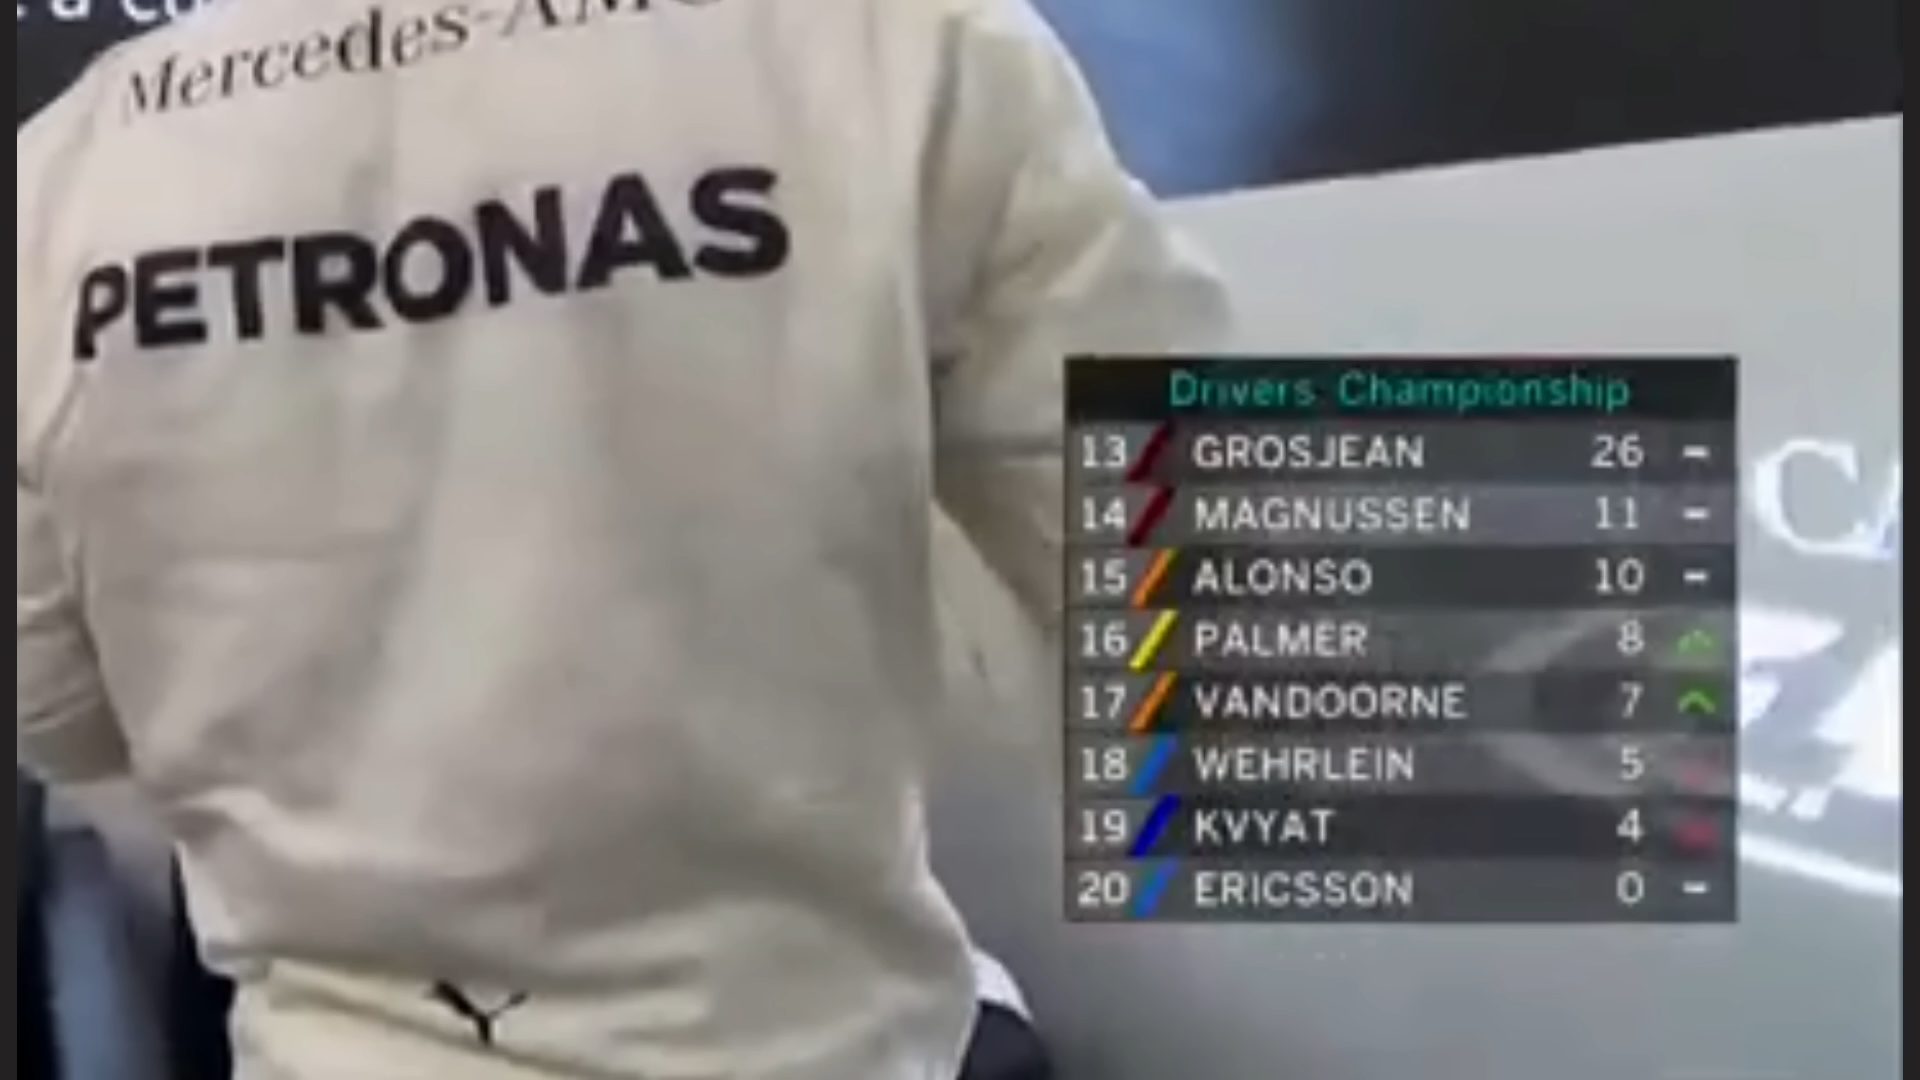 Mercedes-AMG
PETRONAS
Drivers Championship
13 GROSJEAN 26 –
14 MAGNUSSEN 11 –
15 ALONSO 10 –
16 PALMER 8
17 VANDOORNE 7
18 WEHRLEIN 5
19 KVYAT 4
20 ERICSSON 0 –